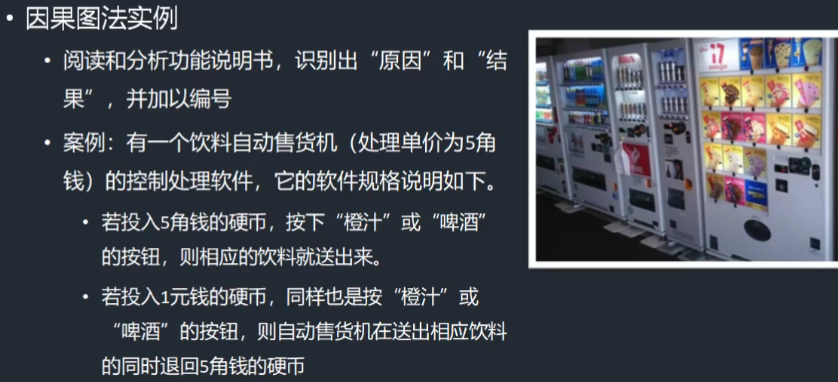 • 因果图法实例
• 阅读和分析功能说明书，识别出“原因”和“结
果”，并加以编号
• 案例：有一个饮料自动售货机（处理单价为5角
钱）的控制处理软件，它的软件规格说明如下。
• 若投入5角钱的硬币，按下“橙汁”或“啤酒”
的按钮，则相应的饮料就送出来。
• 若投入1元钱的硬币，同样也是按“橙汁”或
“啤酒”的按钮，则自动售货机在送出相应饮料
的同时退回5角钱的硬币